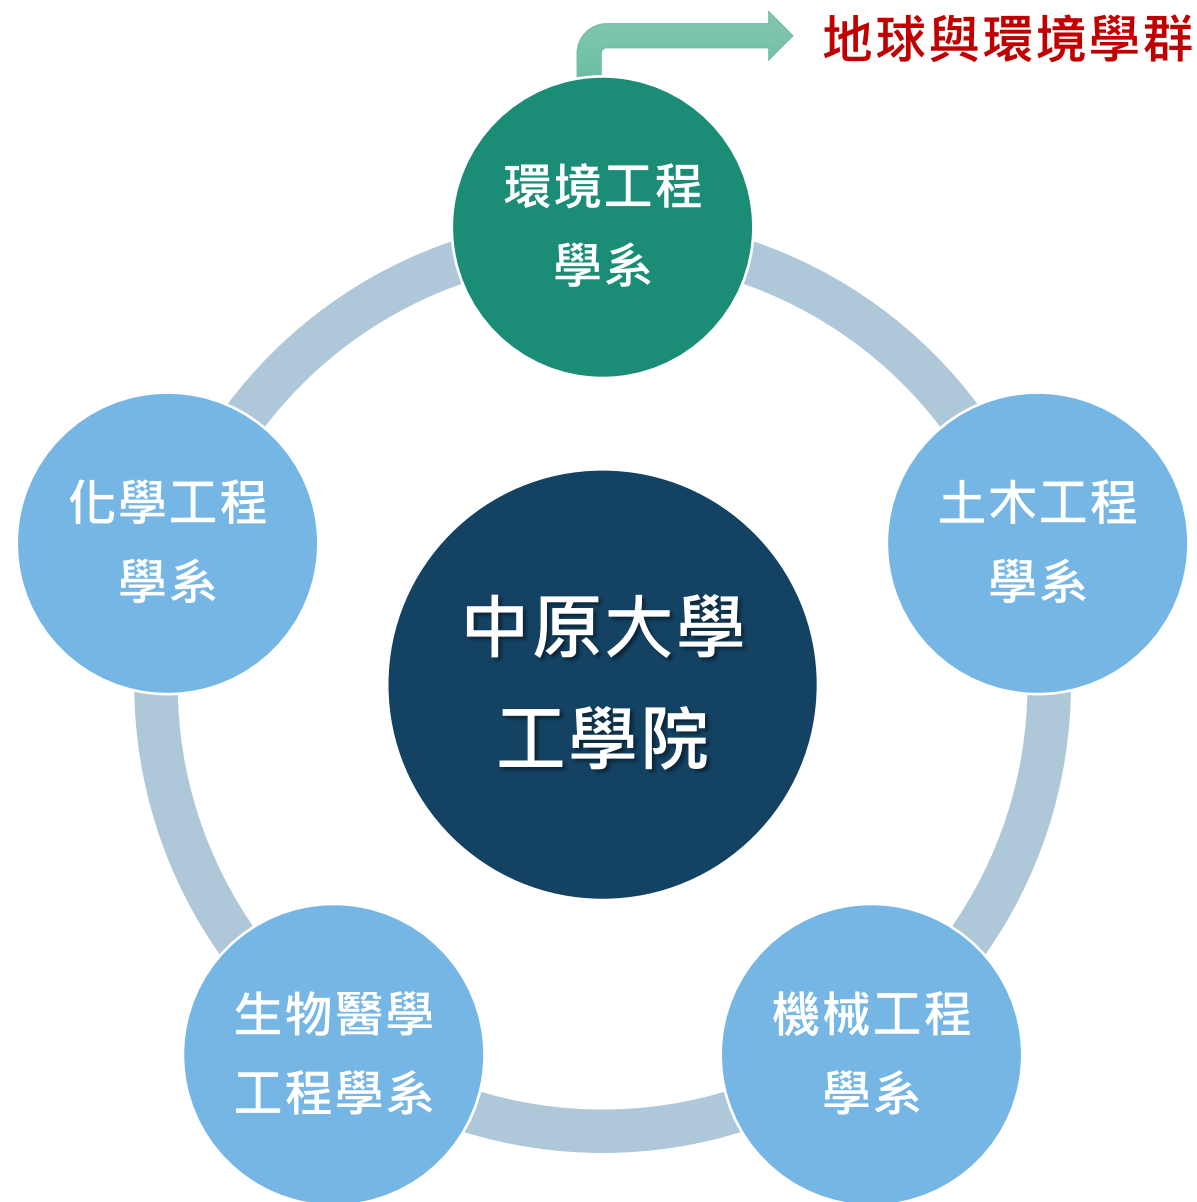 地球與環境學群
環境工程
學系
化學工程
學系
土木工程
學系
中原大學
工學院
生物醫學
工程學系
機械工程
學系